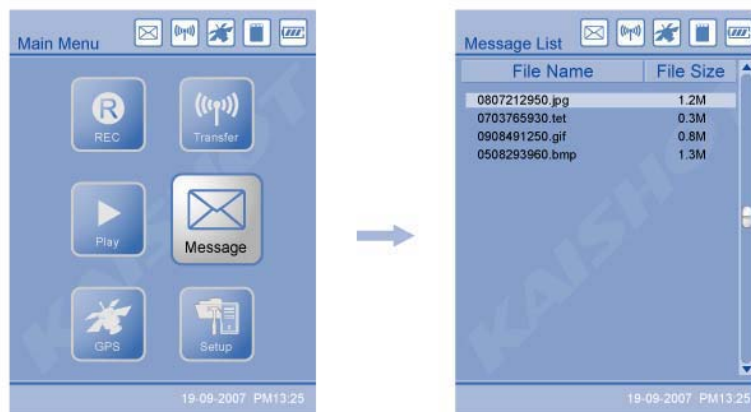 Main Menu
R
REC
Transfer
Play
Message
GPS
Setup
19-09-2007 PM13:25
KAISHOT
Message List
File Name File Size
0807212950.jpg 1.2M
0703765930.tet 0.3M
0908491250.gif 0.8M
0508293960.bmp 1.3M
19-09-2007 PM13:25
KAISHOT